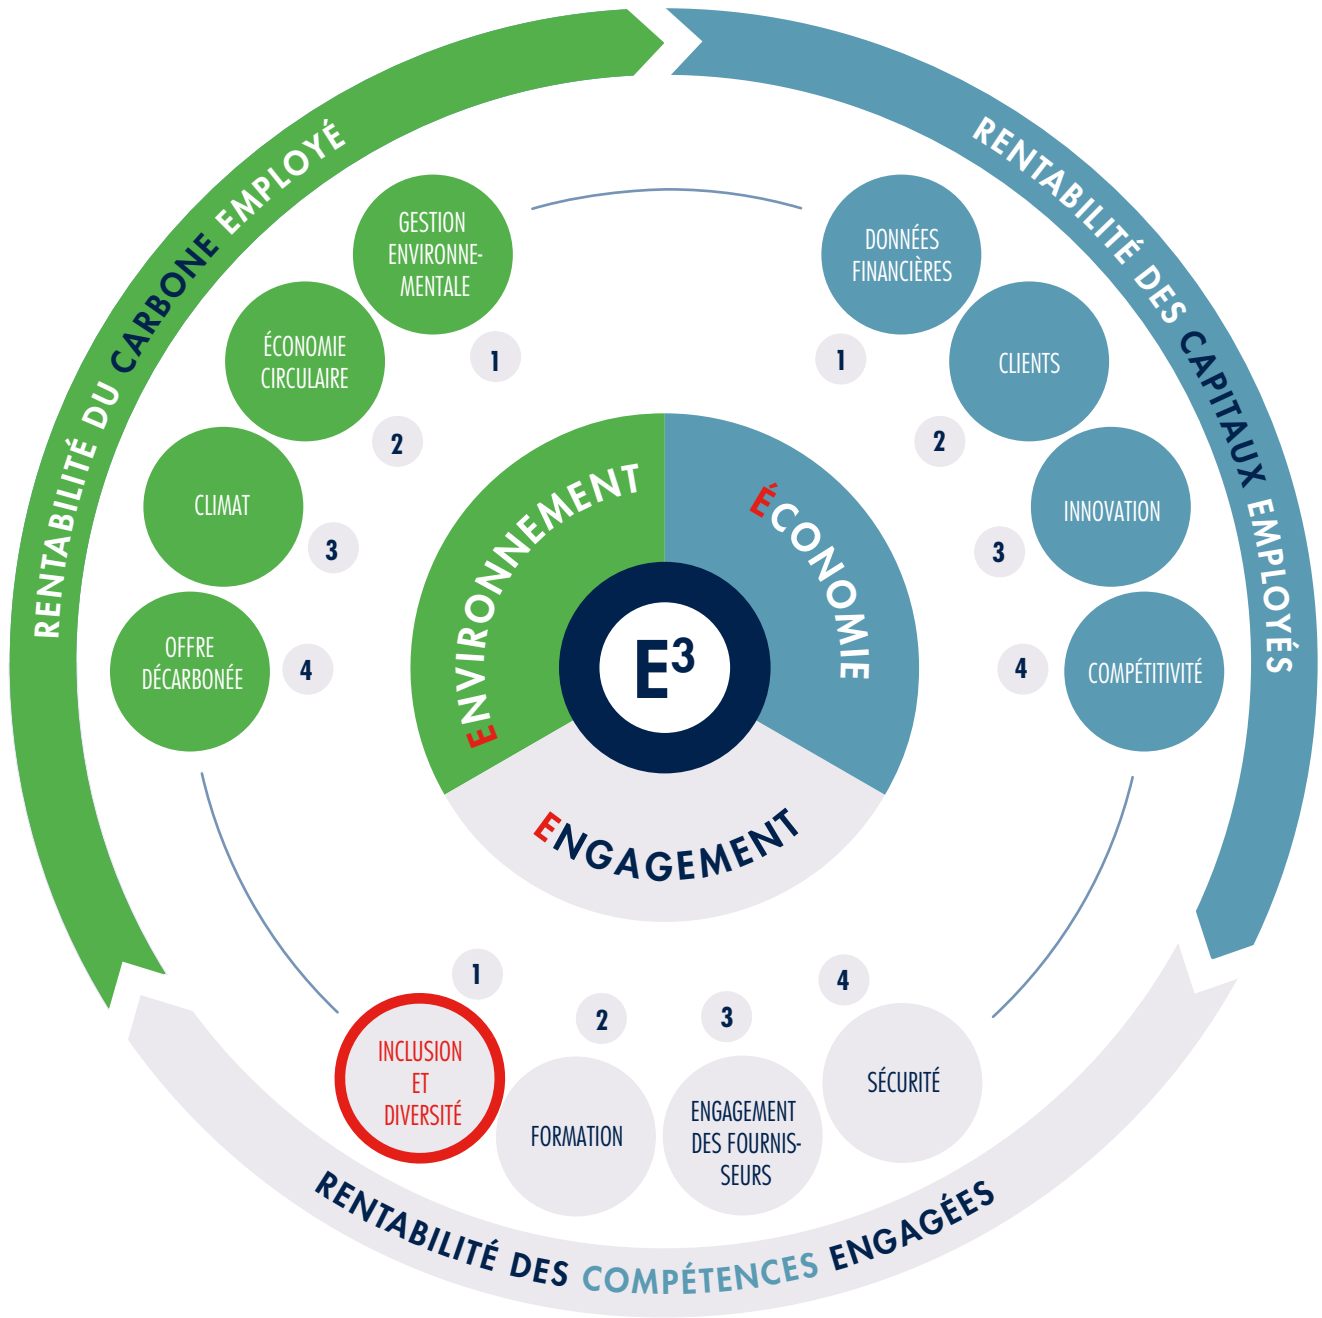 RENTABILITÉ DU CARBONE EMPLOYÉ
RENTABILITÉ DES CAPITAUX EMPLOYÉS
GESTION
ENVIRONNE-
MENTALE
1
ÉCONOMIE
CIRCULAIRE
2
CLIMAT
3
OFFRE
DÉCARBONÉE
4
DONNÉES
FINANCIÈRES
1
CLIENTS
2
INNOVATION
3
COMPÉTITIVITÉ
4
ENVIRONNEMENT
ÉCONOMIE
E³
ENGAGEMENT
1
INCLUSION
ET
DIVERSITÉ
2
FORMATION
3
ENGAGEMENT
DES FOURNIS-
SEURS
4
SÉCURITÉ
RENTABILITÉ DES COMPÉTENCES ENGAGÉES